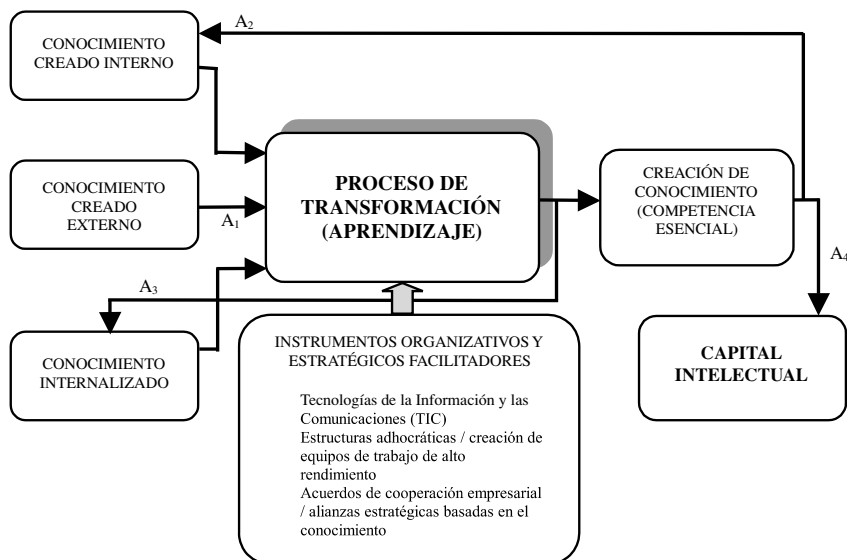 A2
CONOCIMIENTO
CREADO INTERNO
CONOCIMIENTO
CREADO
EXTERNO
A1
PROCESO DE
TRANSFORMACIÓN
(APRENDIZAJE)
CREACIÓN DE
CONOCIMIENTO
(COMPETENCIA
ESENCIAL)
A4
A3
CONOCIMIENTO
INTERNALIZADO
INSTRUMENTOS ORGANIZATIVOS Y
ESTRATÉGICOS FACILITADORES
Tecnologías de la Información y las
Comunicaciones (TIC)
Estructuras adhocráticas / creación de
equipos de trabajo de alto
rendimiento
Acuerdos de cooperación empresarial
/ alianzas estratégicas basadas en el
conocimiento
CAPITAL
INTELECTUAL